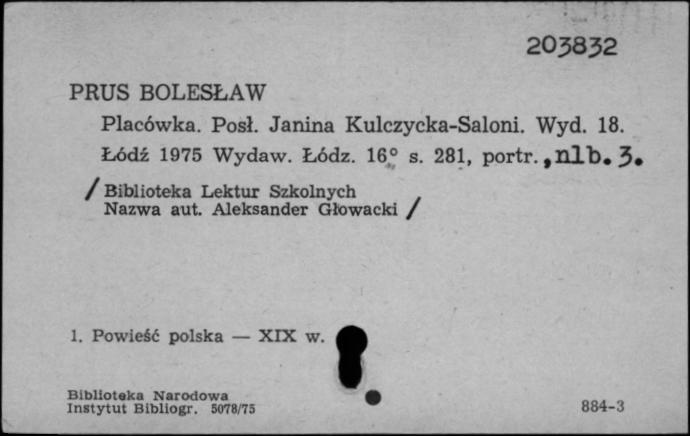 203832
PRUS BOLESŁAW
Placówka. Posł. Janina Kulczycka-Saloni. Wyd. 18.
Łódź 1975 Wydaw. Łódz. 16° s. 281, portr., nlb. 3.
/ Biblioteka Lektur Szkolnych
Nazwa aut. Aleksander Głowacki /
1. Powieść polska — XIX w.
Biblioteka Narodowa
Instytut Bibliogr. 5078/75
884-3